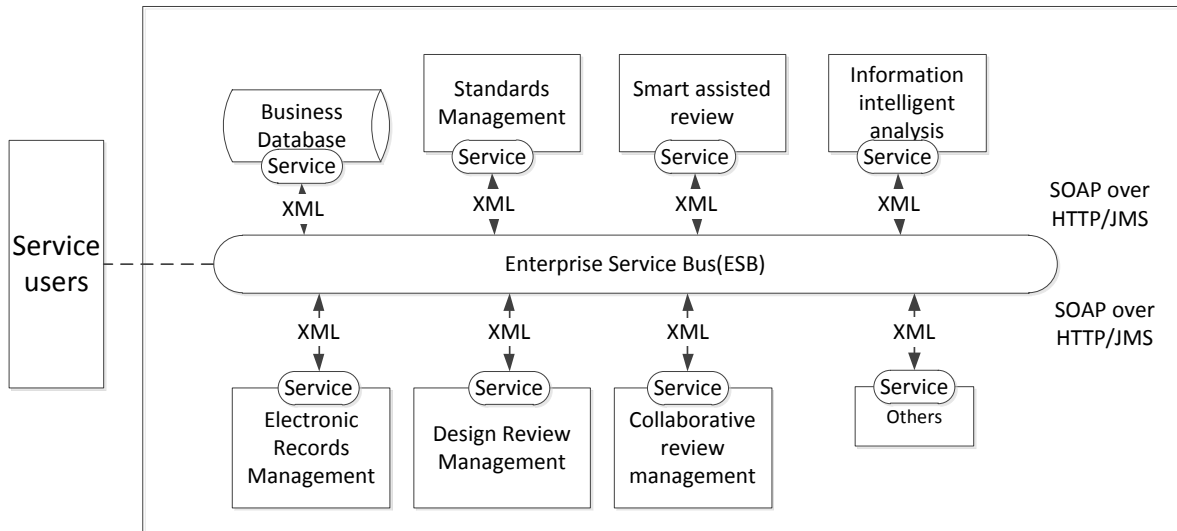 Service
users
Business
Database
Service
XML
Standards
Management
Service
XML
Smart assisted
review
Service
XML
Information
intelligent
analysis
Service
XML
SOAP over
HTTP/JMS
Enterprise Service Bus(ESB)
SOAP over
HTTP/JMS
XML
Service
Electronic
Records
Management
XML
Service
Design Review
Management
XML
Service
Collaborative
review
management
XML
Service
Others